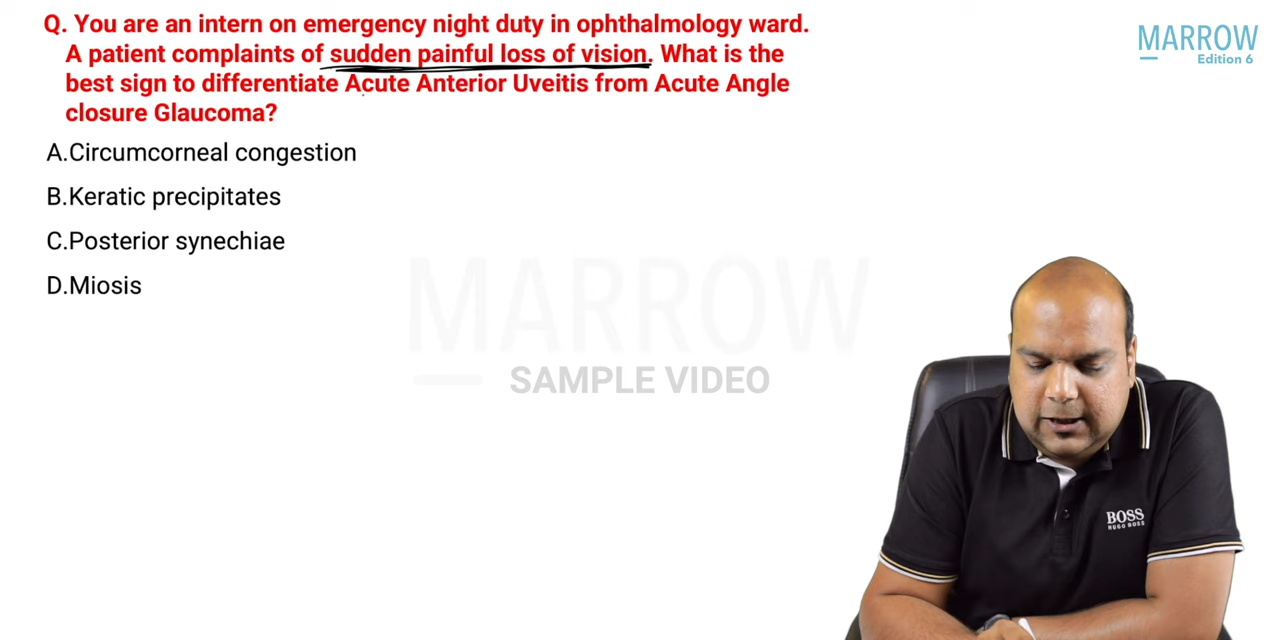 Q. You are an intern on emergency night duty in ophthalmology ward.
A patient complaints of sudden painful loss of vision. What is the
best sign to differentiate Acute Anterior Uveitis from Acute Angle
closure Glaucoma?
A.Circumcorneal congestion
B.Keratic precipitates
C.Posterior synechiae
D.Miosis
MARROW
Edition 6
MARROW
SAMPLE VIDEO
BOSS
HUGO BOSS